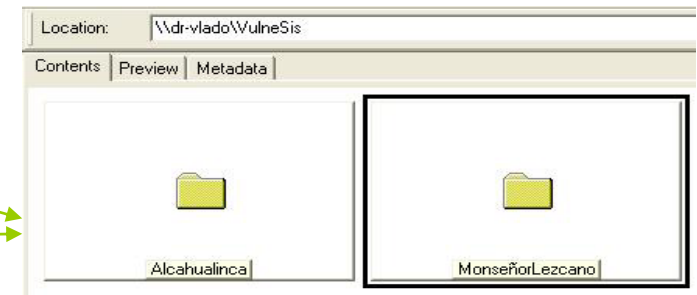 Location: \\dr-vlado\VulneSis
Contents Preview Metadata
Alcahualinca MonseñorLezcano